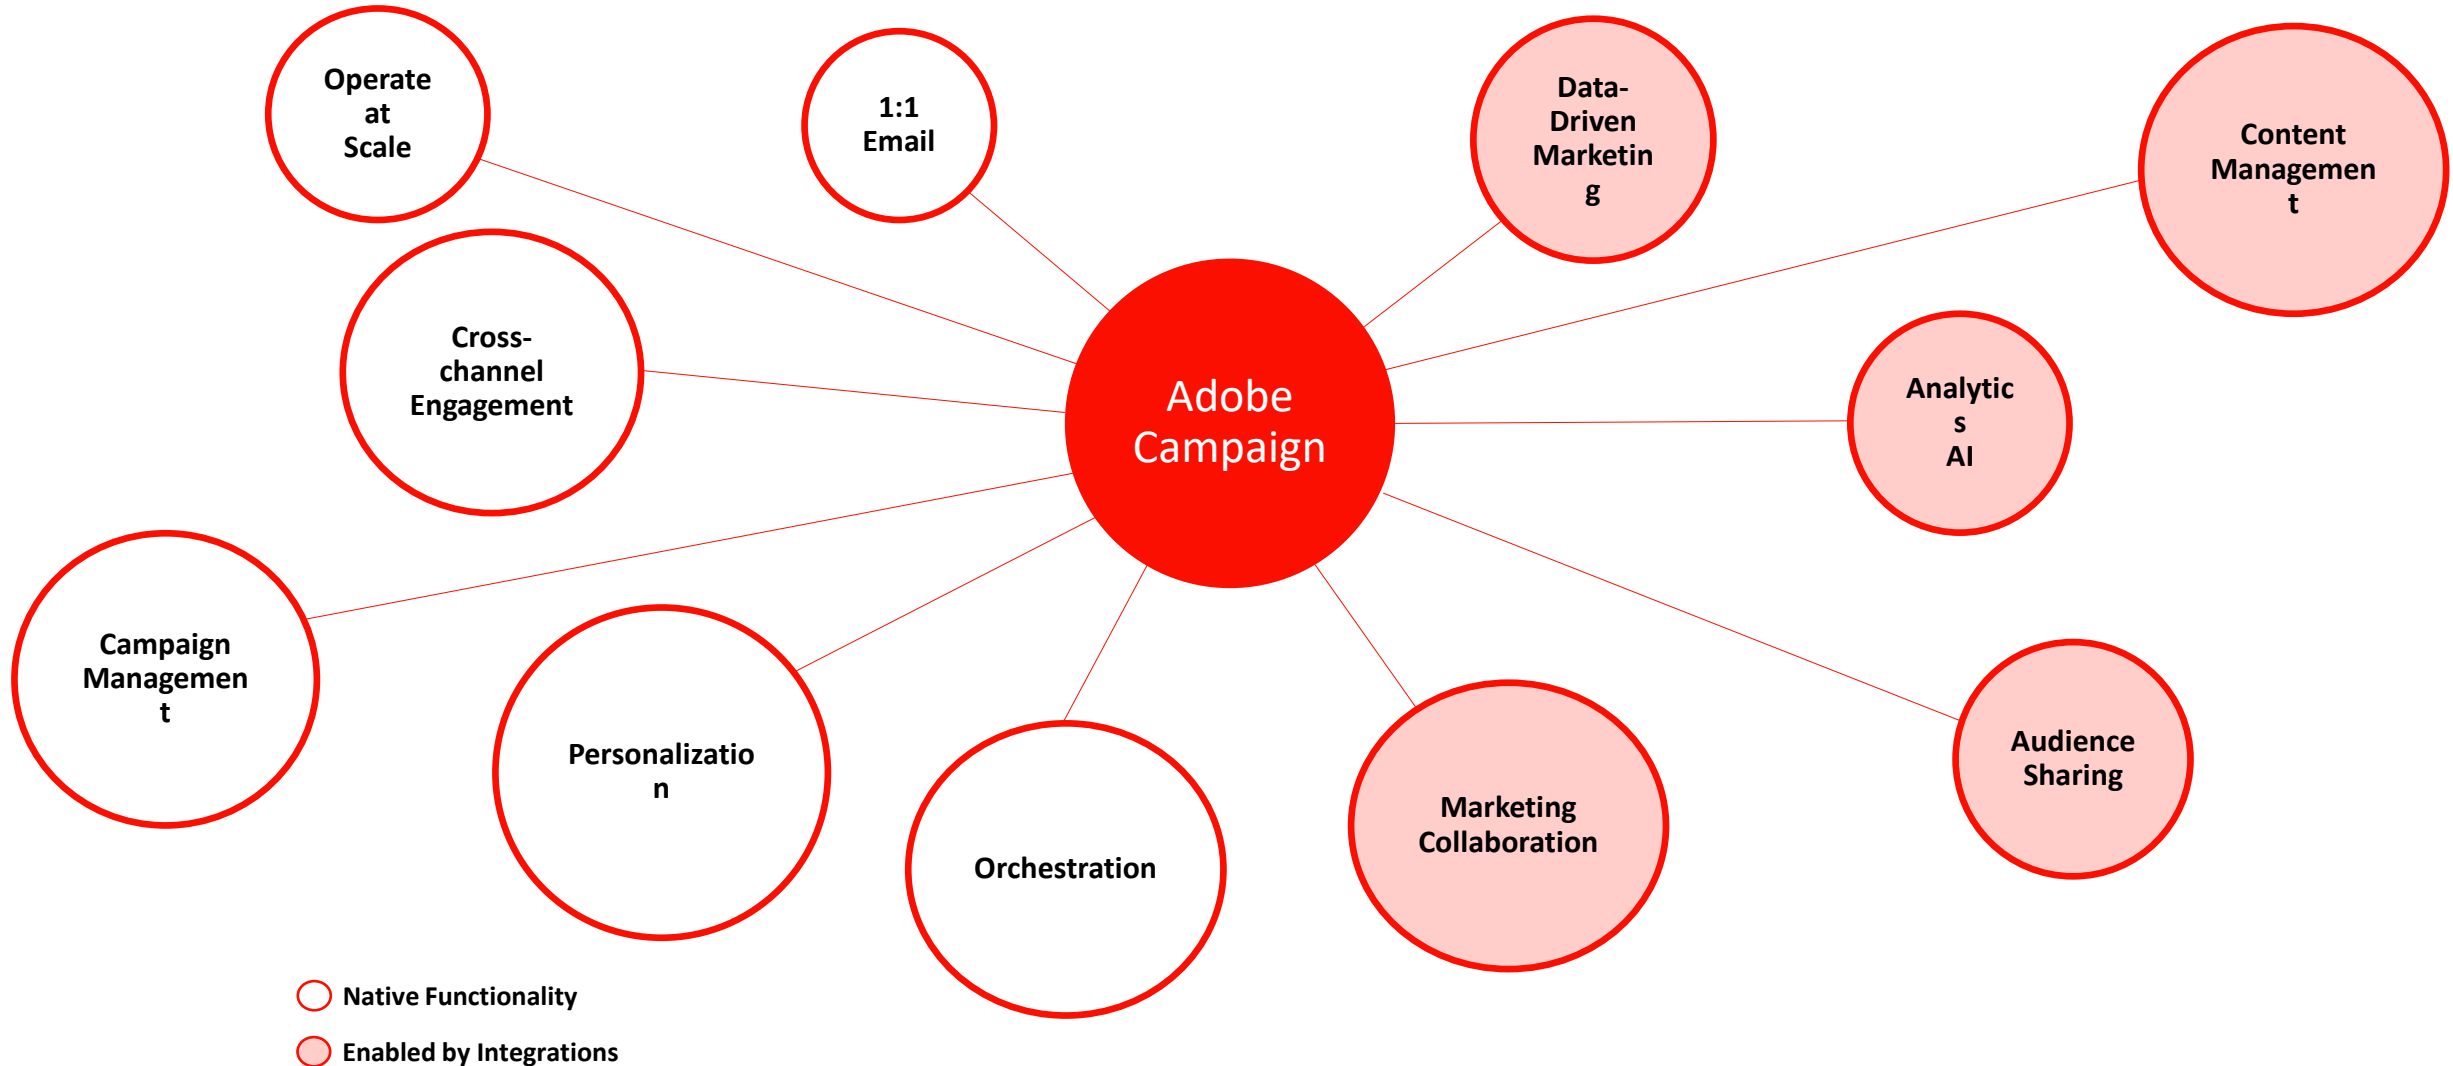 Operate
at
Scale
1:1
Email
Data-
Driven
Marketin
g
Content
Managemen
t
Cross-
channel
Engagement
Adobe
Campaign
Analytic
s
AI
Campaign
Managemen
t
Personalizatio
n
Orchestration
Marketing
Collaboration
Audience
Sharing
Native Functionality
Enabled by Integrations